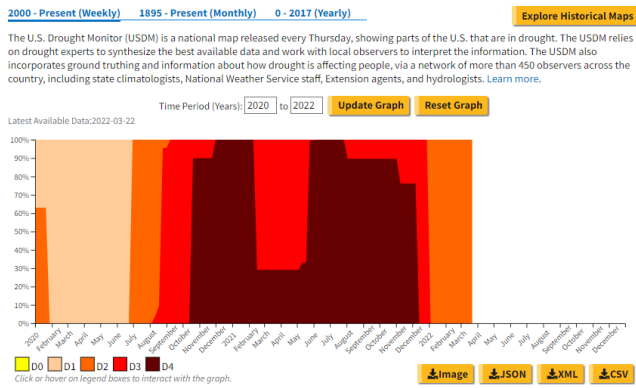 2000 - Present (Weekly) 1895 - Present (Monthly) 0 - 2017 (Yearly)
Explore Historical Maps
The U.S. Drought Monitor (USDM) is a national map released every Thursday, showing parts of the U.S. that are in drought. The USDM relies
on drought experts to synthesize the best available data and work with local observers to interpret the information. The USDM also
incorporates ground truthing and information about how drought is affecting people, via a network of more than 450 observers across the
country, including state climatologists, National Weather Service staff, Extension agents, and hydrologists. Learn more.
Time Period (Years): 2020 to 2022 Update Graph Reset Graph
Latest Available Data:2022-03-22
100%
90%
80%
70%
60%
50%
40%
30%
20%
10%
0%
2020 February March April May June July August September October November December 2021 February March April May June July August September October November December 2022 February March April May June July August September October November December
D0 D1 D2 D3 D4
Click or hover on legend boxes to interact with the graph.
Image JSON XML CSV